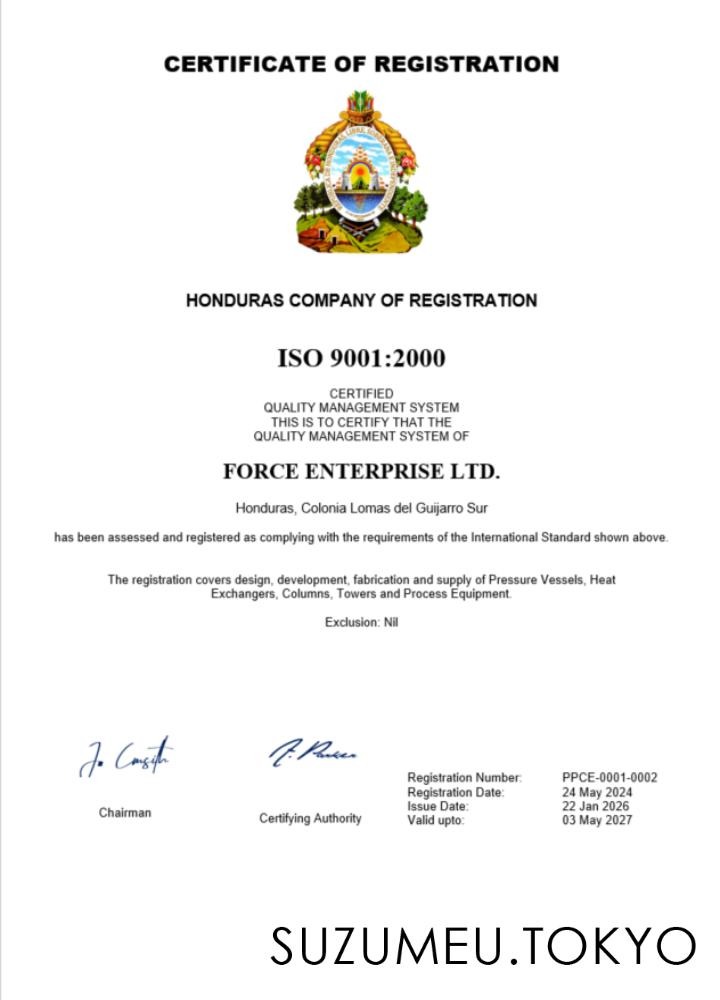 CERTIFICATE OF REGISTRATION
HONDURAS COMPANY OF REGISTRATION
ISO 9001:2000
CERTIFIED
QUALITY MANAGEMENT SYSTEM
THIS IS TO CERTIFY THAT THE
QUALITY MANAGEMENT SYSTEM OF
FORCE ENTERPRISE LTD.
Honduras, Colonia Lomas del Guijarro Sur
has been assessed and registered as complying with the requirements of the International Standard shown above.
The registration covers design, development, fabrication and supply of Pressure Vessels, Heat
Exchangers, Columns, Towers and Process Equipment.
Exclusion: Nil
Chairman
Certifying Authority
Registration Number: PPCE-0001-0002
Registration Date: 24 May 2024
Issue Date: 22 Jan 2026
Valid upto: 03 May 2027
SUZUMEU.TOKYO